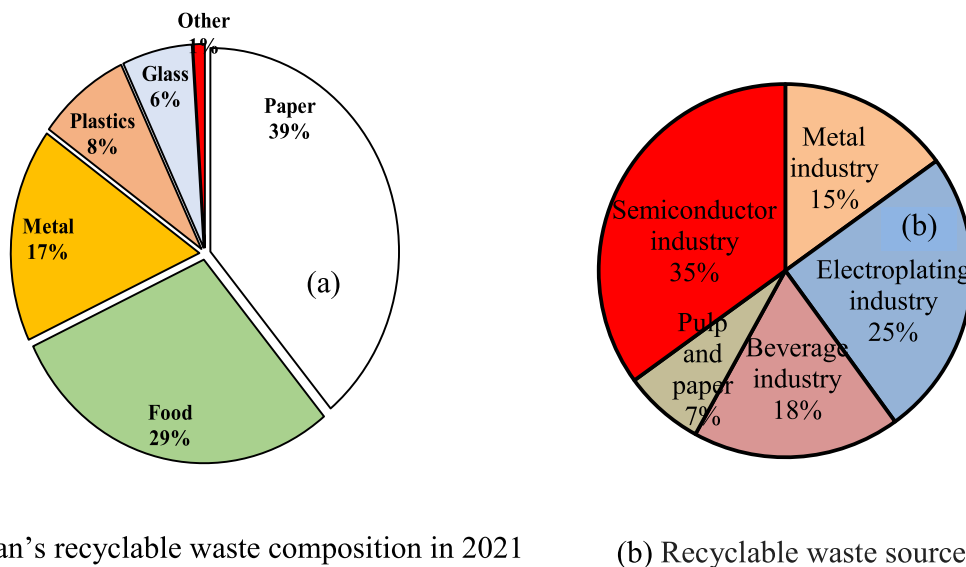 Other
1%
Glass
6%
Plastics
8%
Metal
17%
Paper
39%
(a)
Food
29%
Metal
industry
15%
(b)
Semiconductor
industry
35%
Electroplating
industry
25%
Pulp
and
paper
7%
Beverage
industry
18%
an’s recyclable waste composition in 2021
(b) Recyclable waste source